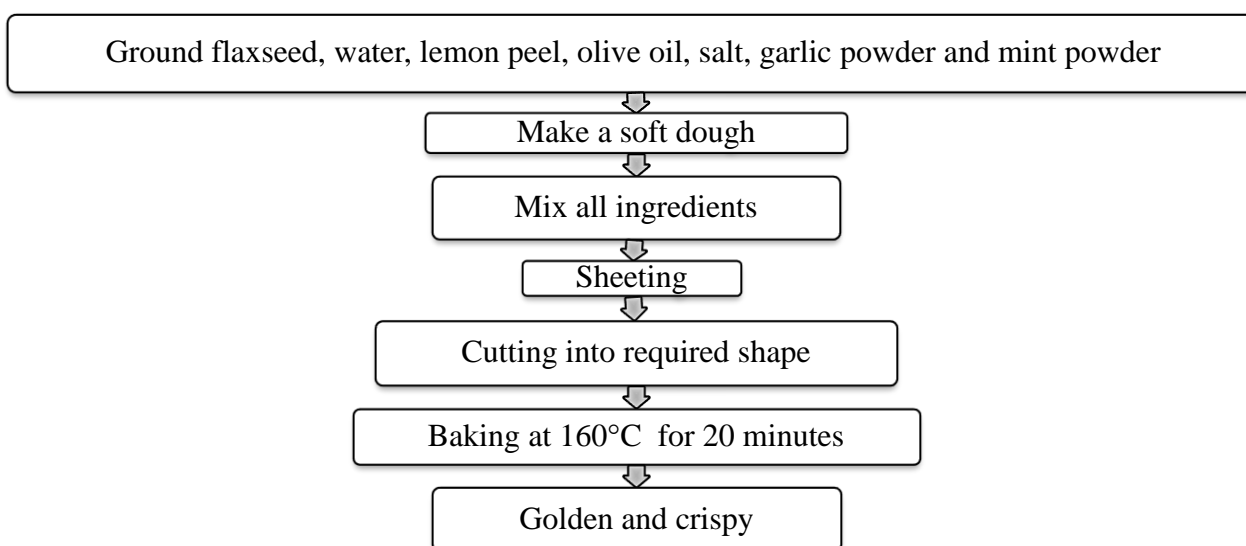 Ground flaxseed, water, lemon peel, olive oil, salt, garlic powder and mint powder
Make a soft dough
Mix all ingredients
Sheeting
Cutting into required shape
Baking at 160°C  for 20 minutes
Golden and crispy